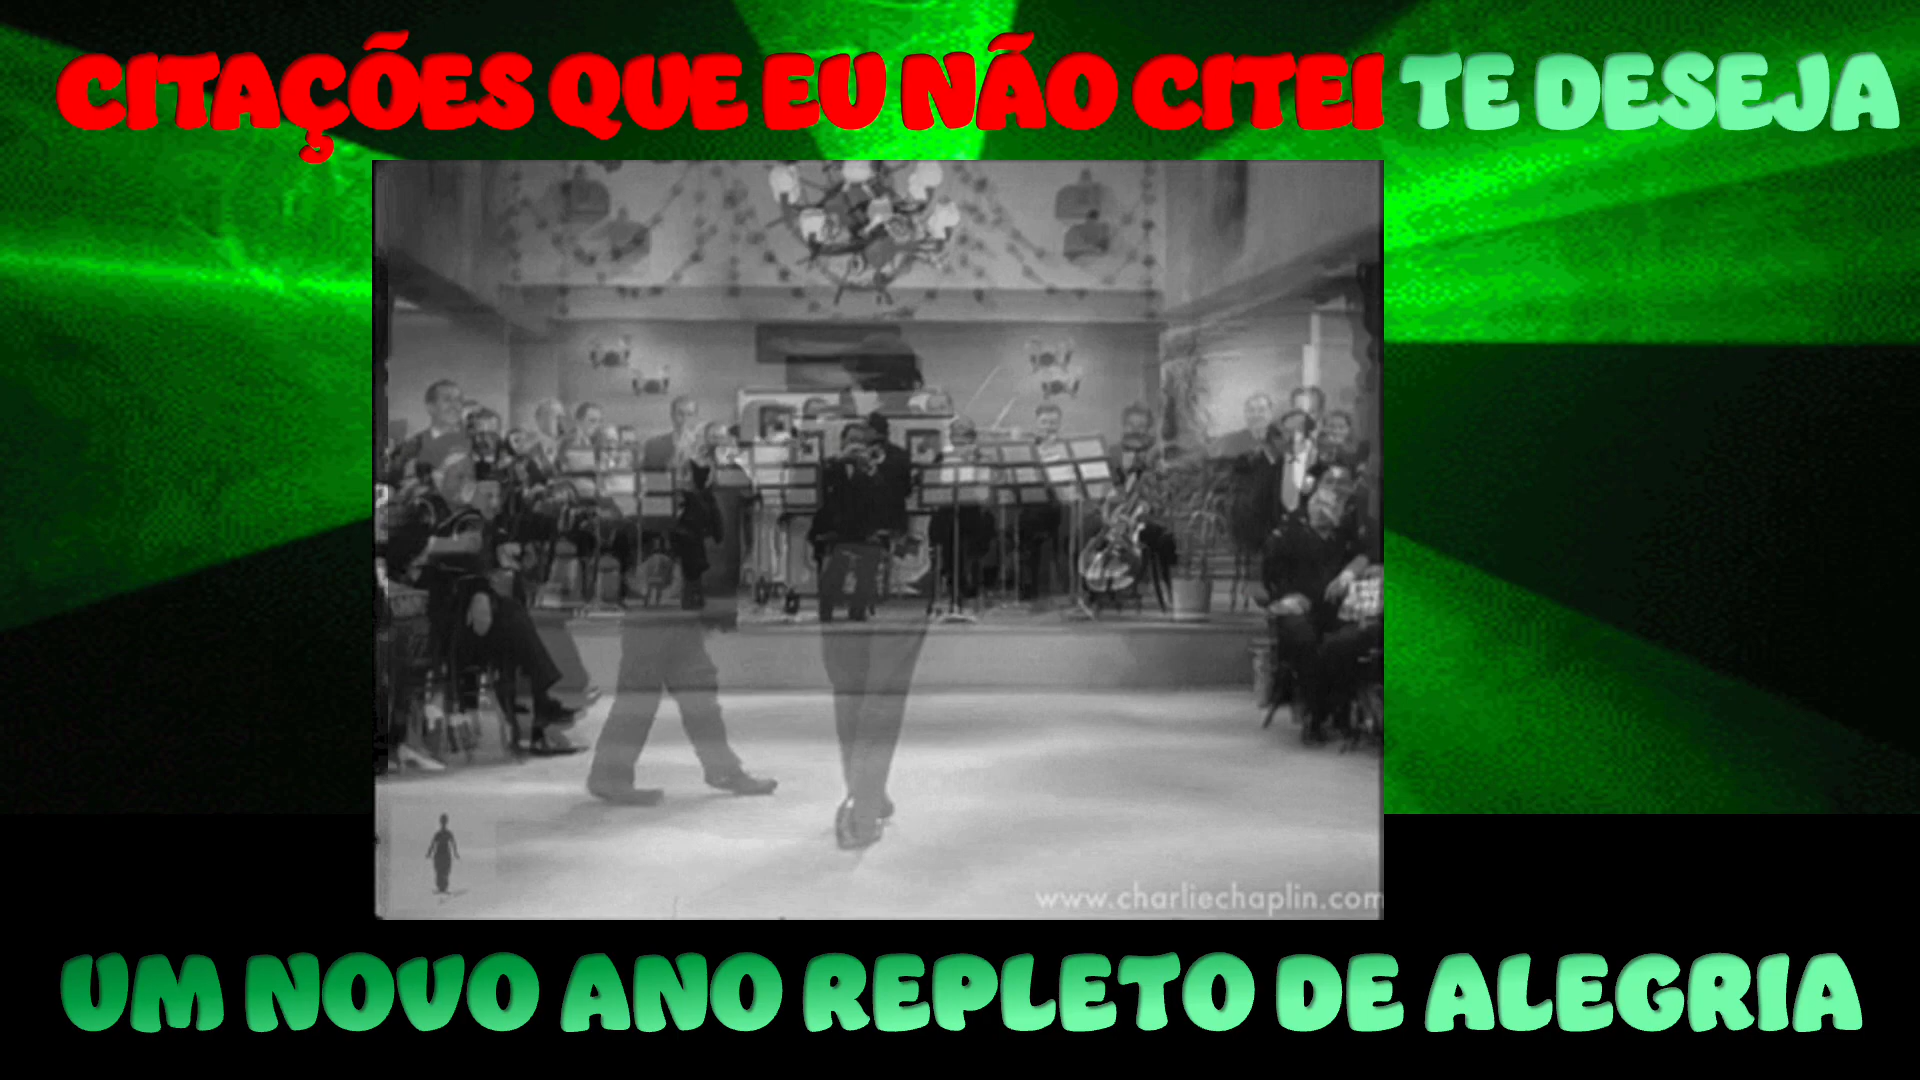 CITAÇÕES QUE EU NÃO CITEI TE DESEJA
www.charliechaplin.com
UM NOVO ANO REPLETO DE ALEGRIA